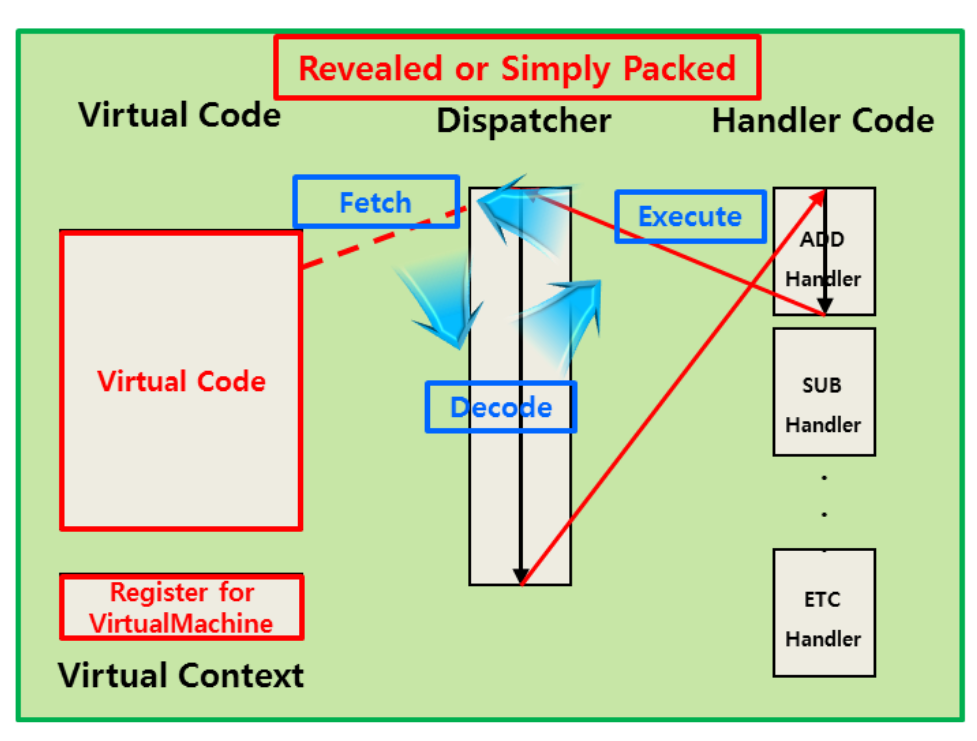 Revealed or Simply Packed
Virtual Code
Dispatcher
Handler Code
Fetch
Execute
ADD
Handler
Virtual Code
Decode
SUB
Handler
.
.
.
Register for
VirtualMachine
ETC
Handler
Virtual Context